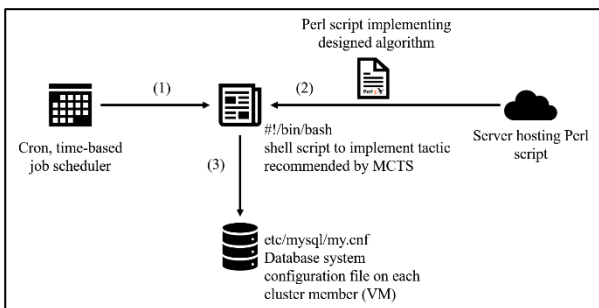 Perl script implementing
designed algorithm
Perl
(1)
(2)
#!/bin/bash
shell script to implement tactic
recommended by MCTS
Cron, time-based
job scheduler
Server hosting Perl
script
(3)
etc/mysql/my.cnf
Database system
configuration file on each
cluster member (VM)